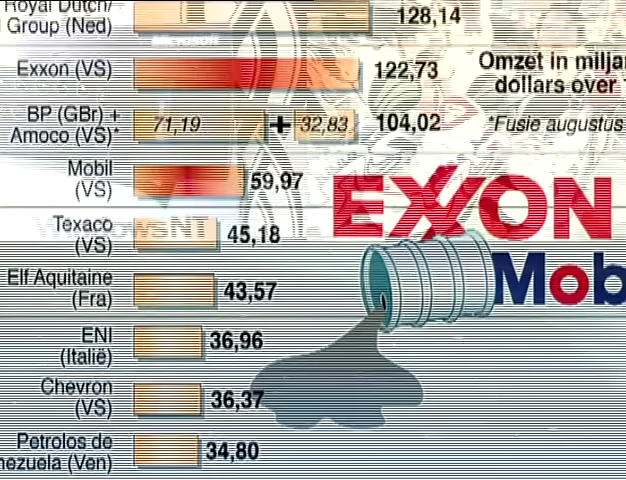 Royal Dutch/
Group (Ned)
128,14
Microsoft
Exxon (VS)
122,73
Omzet in
dollars over
BP (GBr) +
Amoco (VS)*
71,19
+
32,83
104,02
*Fusie augustus
Mobil
(VS)
59,97
EXXON
WindowsNT
Texaco
(VS)
45,18
Mob
Elf Aquitaine
(Fra)
43,57
ENI
(Italië)
36,96
Chevron
(VS)
36,37
Petrolos de
(Ven)
34,80